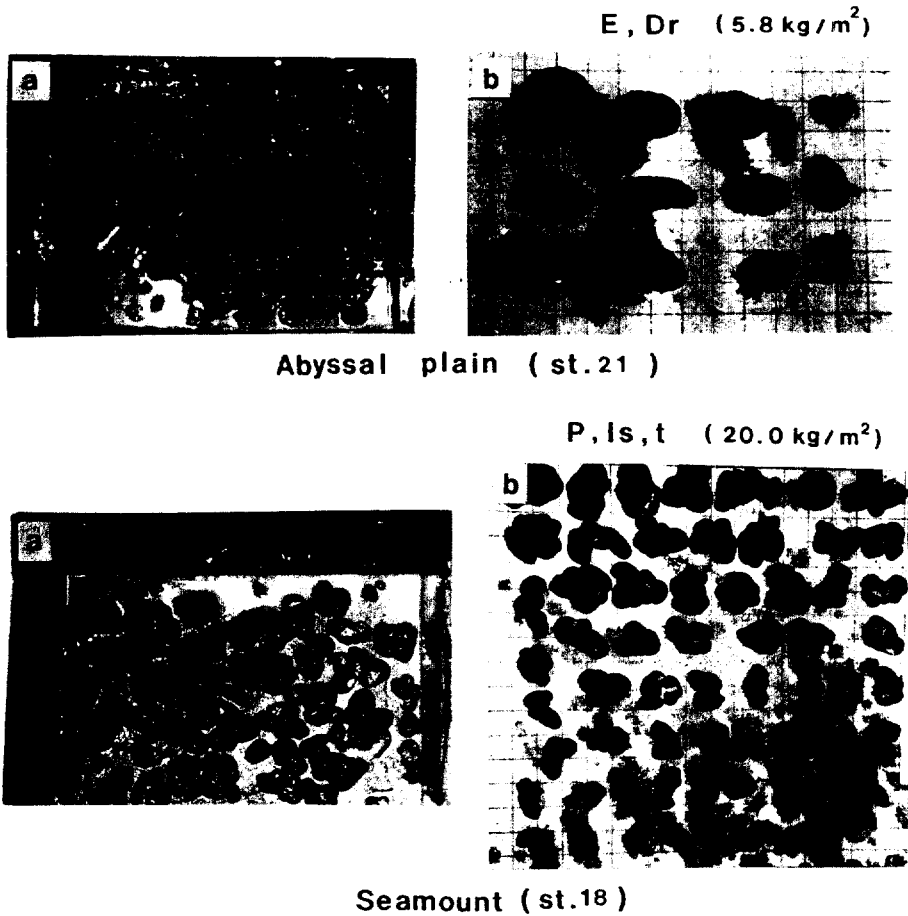 E, Dr (5.8 kg/m²)
a
b
Abyssal plain (st.21)
P, Is, t (20.0 kg/m²)
a
b
Seamount (st.18)